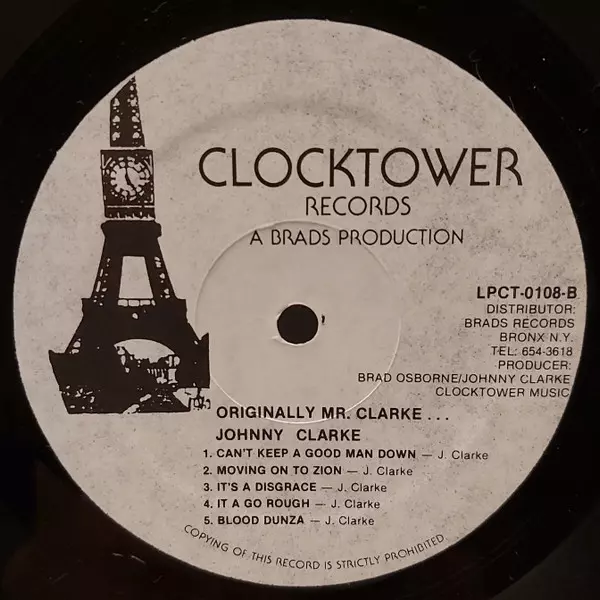 CLOCKTOWER
RECORDS
A BRADS PRODUCTION
LPCT-0108-B
DISTRIBUTOR:
BRADS RECORDS
BRONX N.Y.
TEL: 654-3618
PRODUCER:
BRAD OSBORNE/JOHNNY CLARKE
CLOCKTOWER MUSIC
ORIGINALLY MR. CLARKE . . .
JOHNNY CLARKE
1. CAN'T KEEP A GOOD MAN DOWN — J. Clarke
2. MOVING ON TO ZION — J. Clarke
3. IT'S A DISGRACE — J. Clarke
4. IT A GO ROUGH — J. Clarke
5. BLOOD DUNZA — J. Clarke
COPYING OF THIS RECORD IS STRICTLY PROHIBITED.